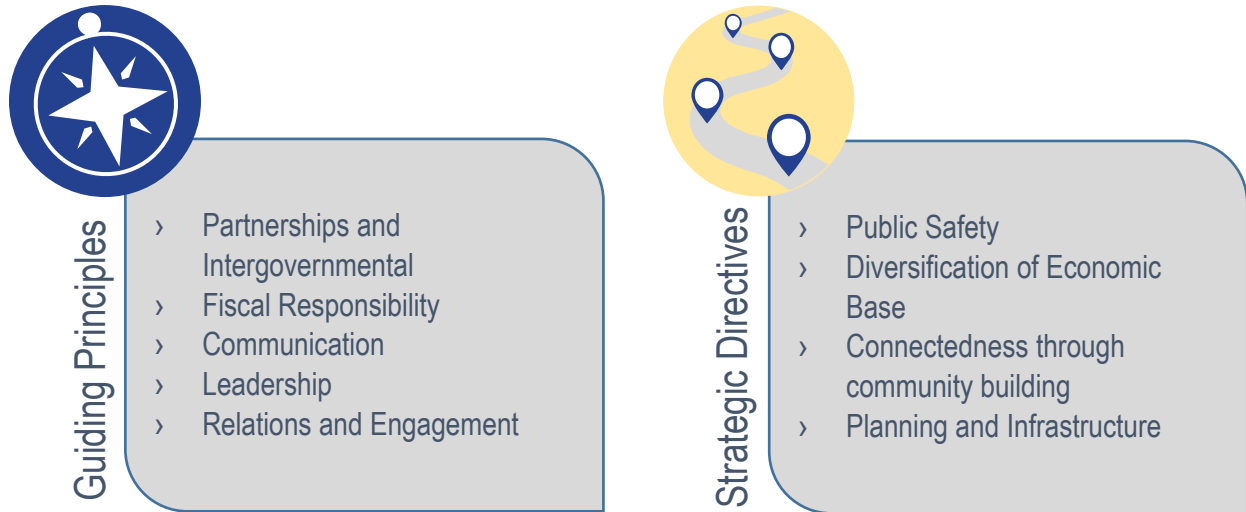 Guiding Principles
› Partnerships and
Intergovernmental
› Fiscal Responsibility
› Communication
› Leadership
› Relations and Engagement
Strategic Directives
› Public Safety
› Diversification of Economic
Base
› Connectedness through
community building
› Planning and Infrastructure